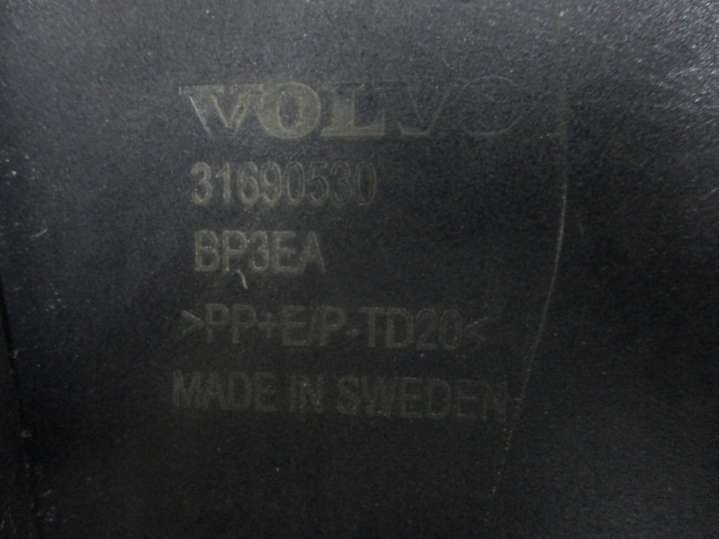 VOLVO
31690530
BP3EA
>PP+E/P-TD20<
MADE IN SWEDEN